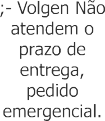 ;- Volgen Não
atendem o
prazo de
entrega,
pedido
emergencial.